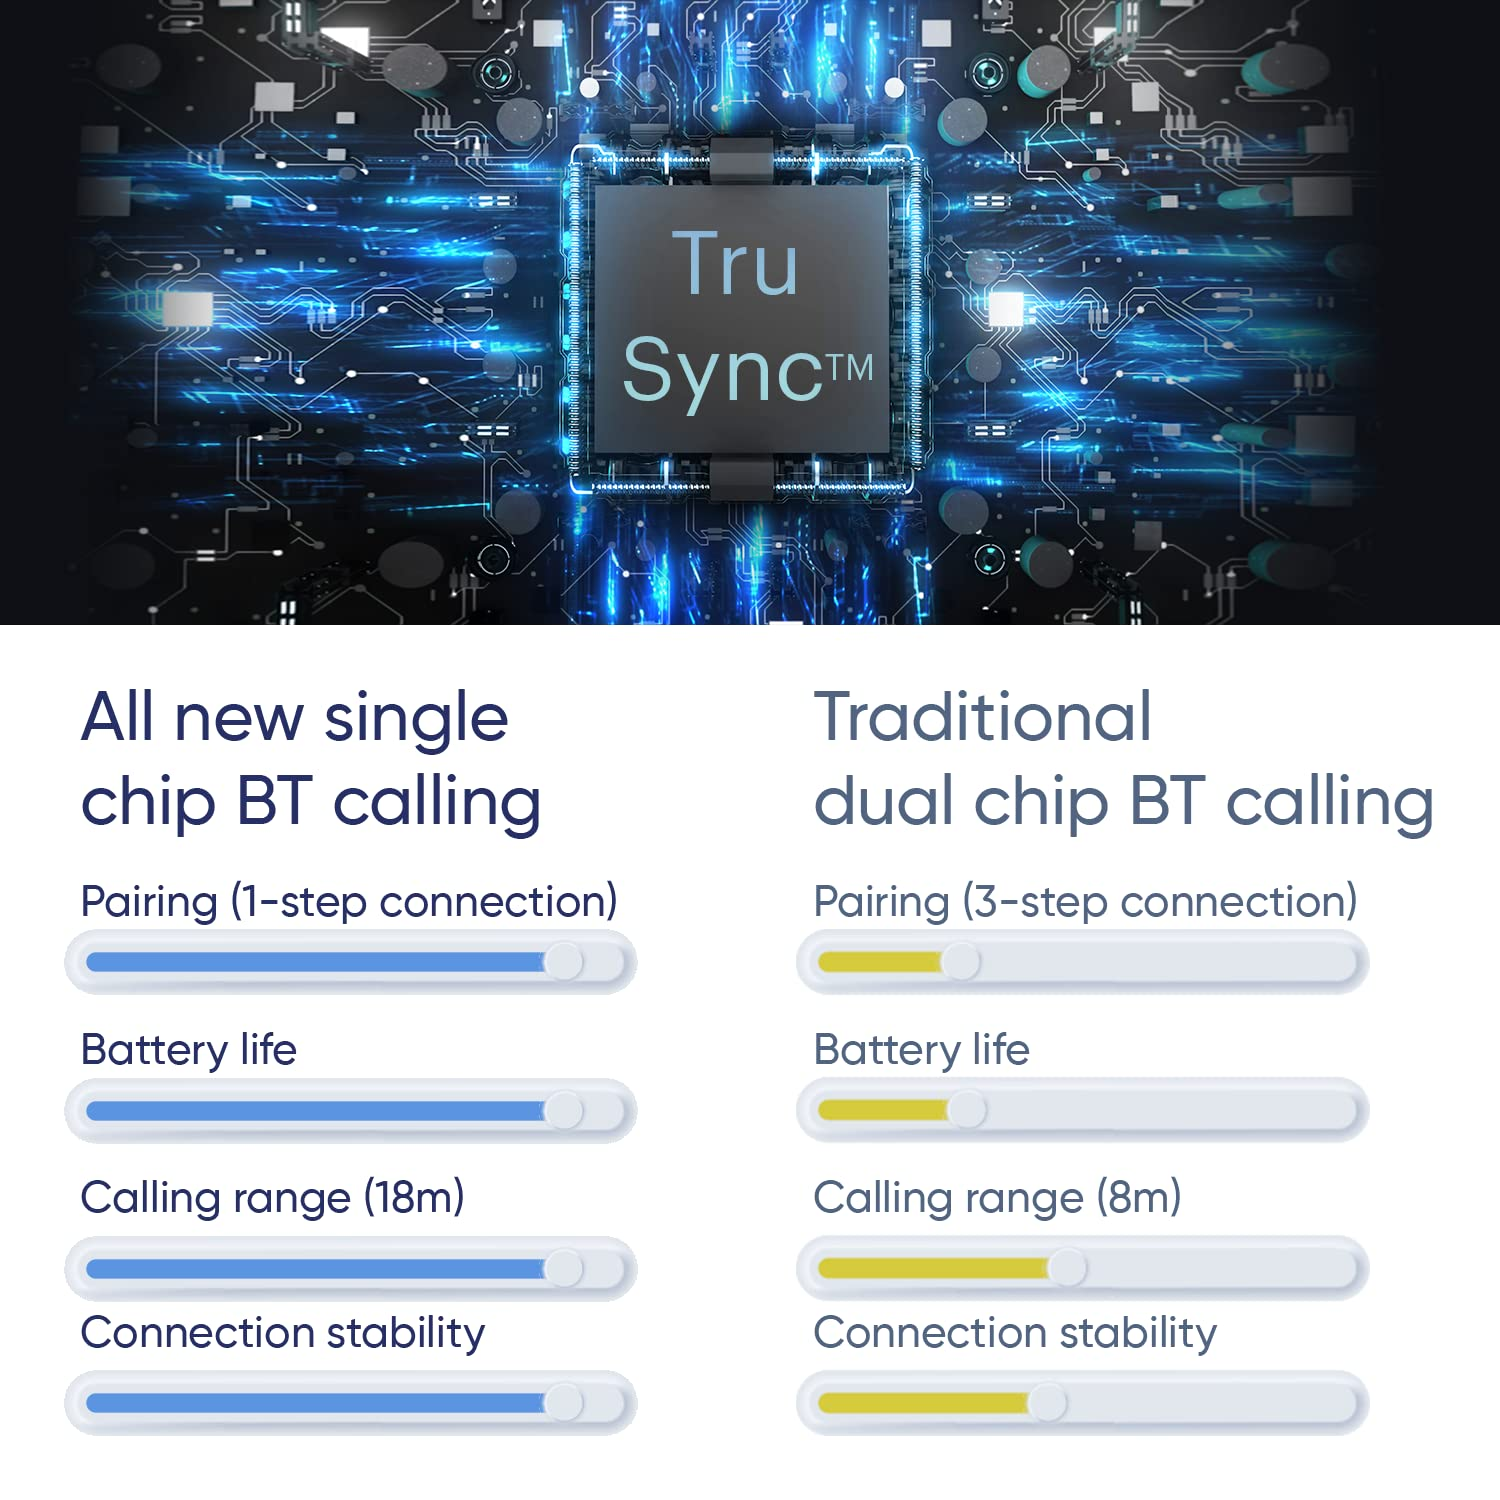 Tru
Sync™
All new single
chip BT calling
Pairing (1-step connection)
Battery life
Calling range (18m)
Connection stability
Traditional
dual chip BT calling
Pairing (3-step connection)
Battery life
Calling range (8m)
Connection stability